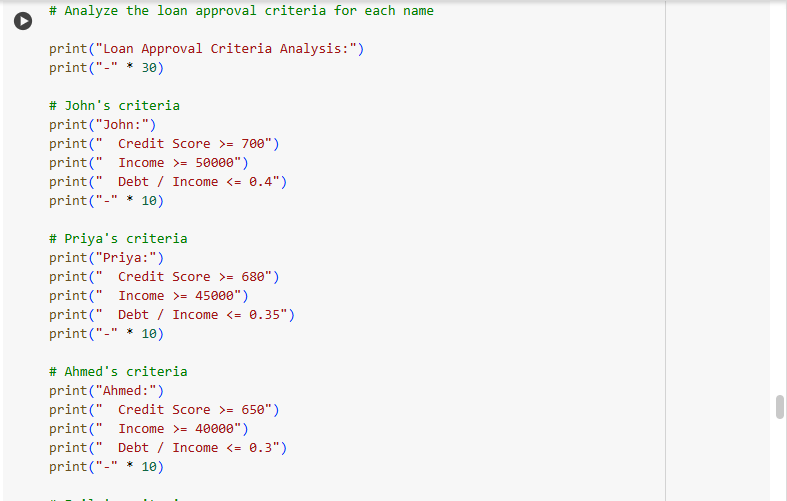 # Analyze the loan approval criteria for each name
print("Loan Approval Criteria Analysis:")
print("-" * 30)
# John's criteria
print("John:")
print("  Credit Score >= 700")
print("  Income >= 50000")
print("  Debt / Income <= 0.4")
print("-" * 10)
# Priya's criteria
print("Priya:")
print("  Credit Score >= 680")
print("  Income >= 45000")
print("  Debt / Income <= 0.35")
print("-" * 10)
# Ahmed's criteria
print("Ahmed:")
print("  Credit Score >= 650")
print("  Income >= 40000")
print("  Debt / Income <= 0.3")
print("-" * 10)